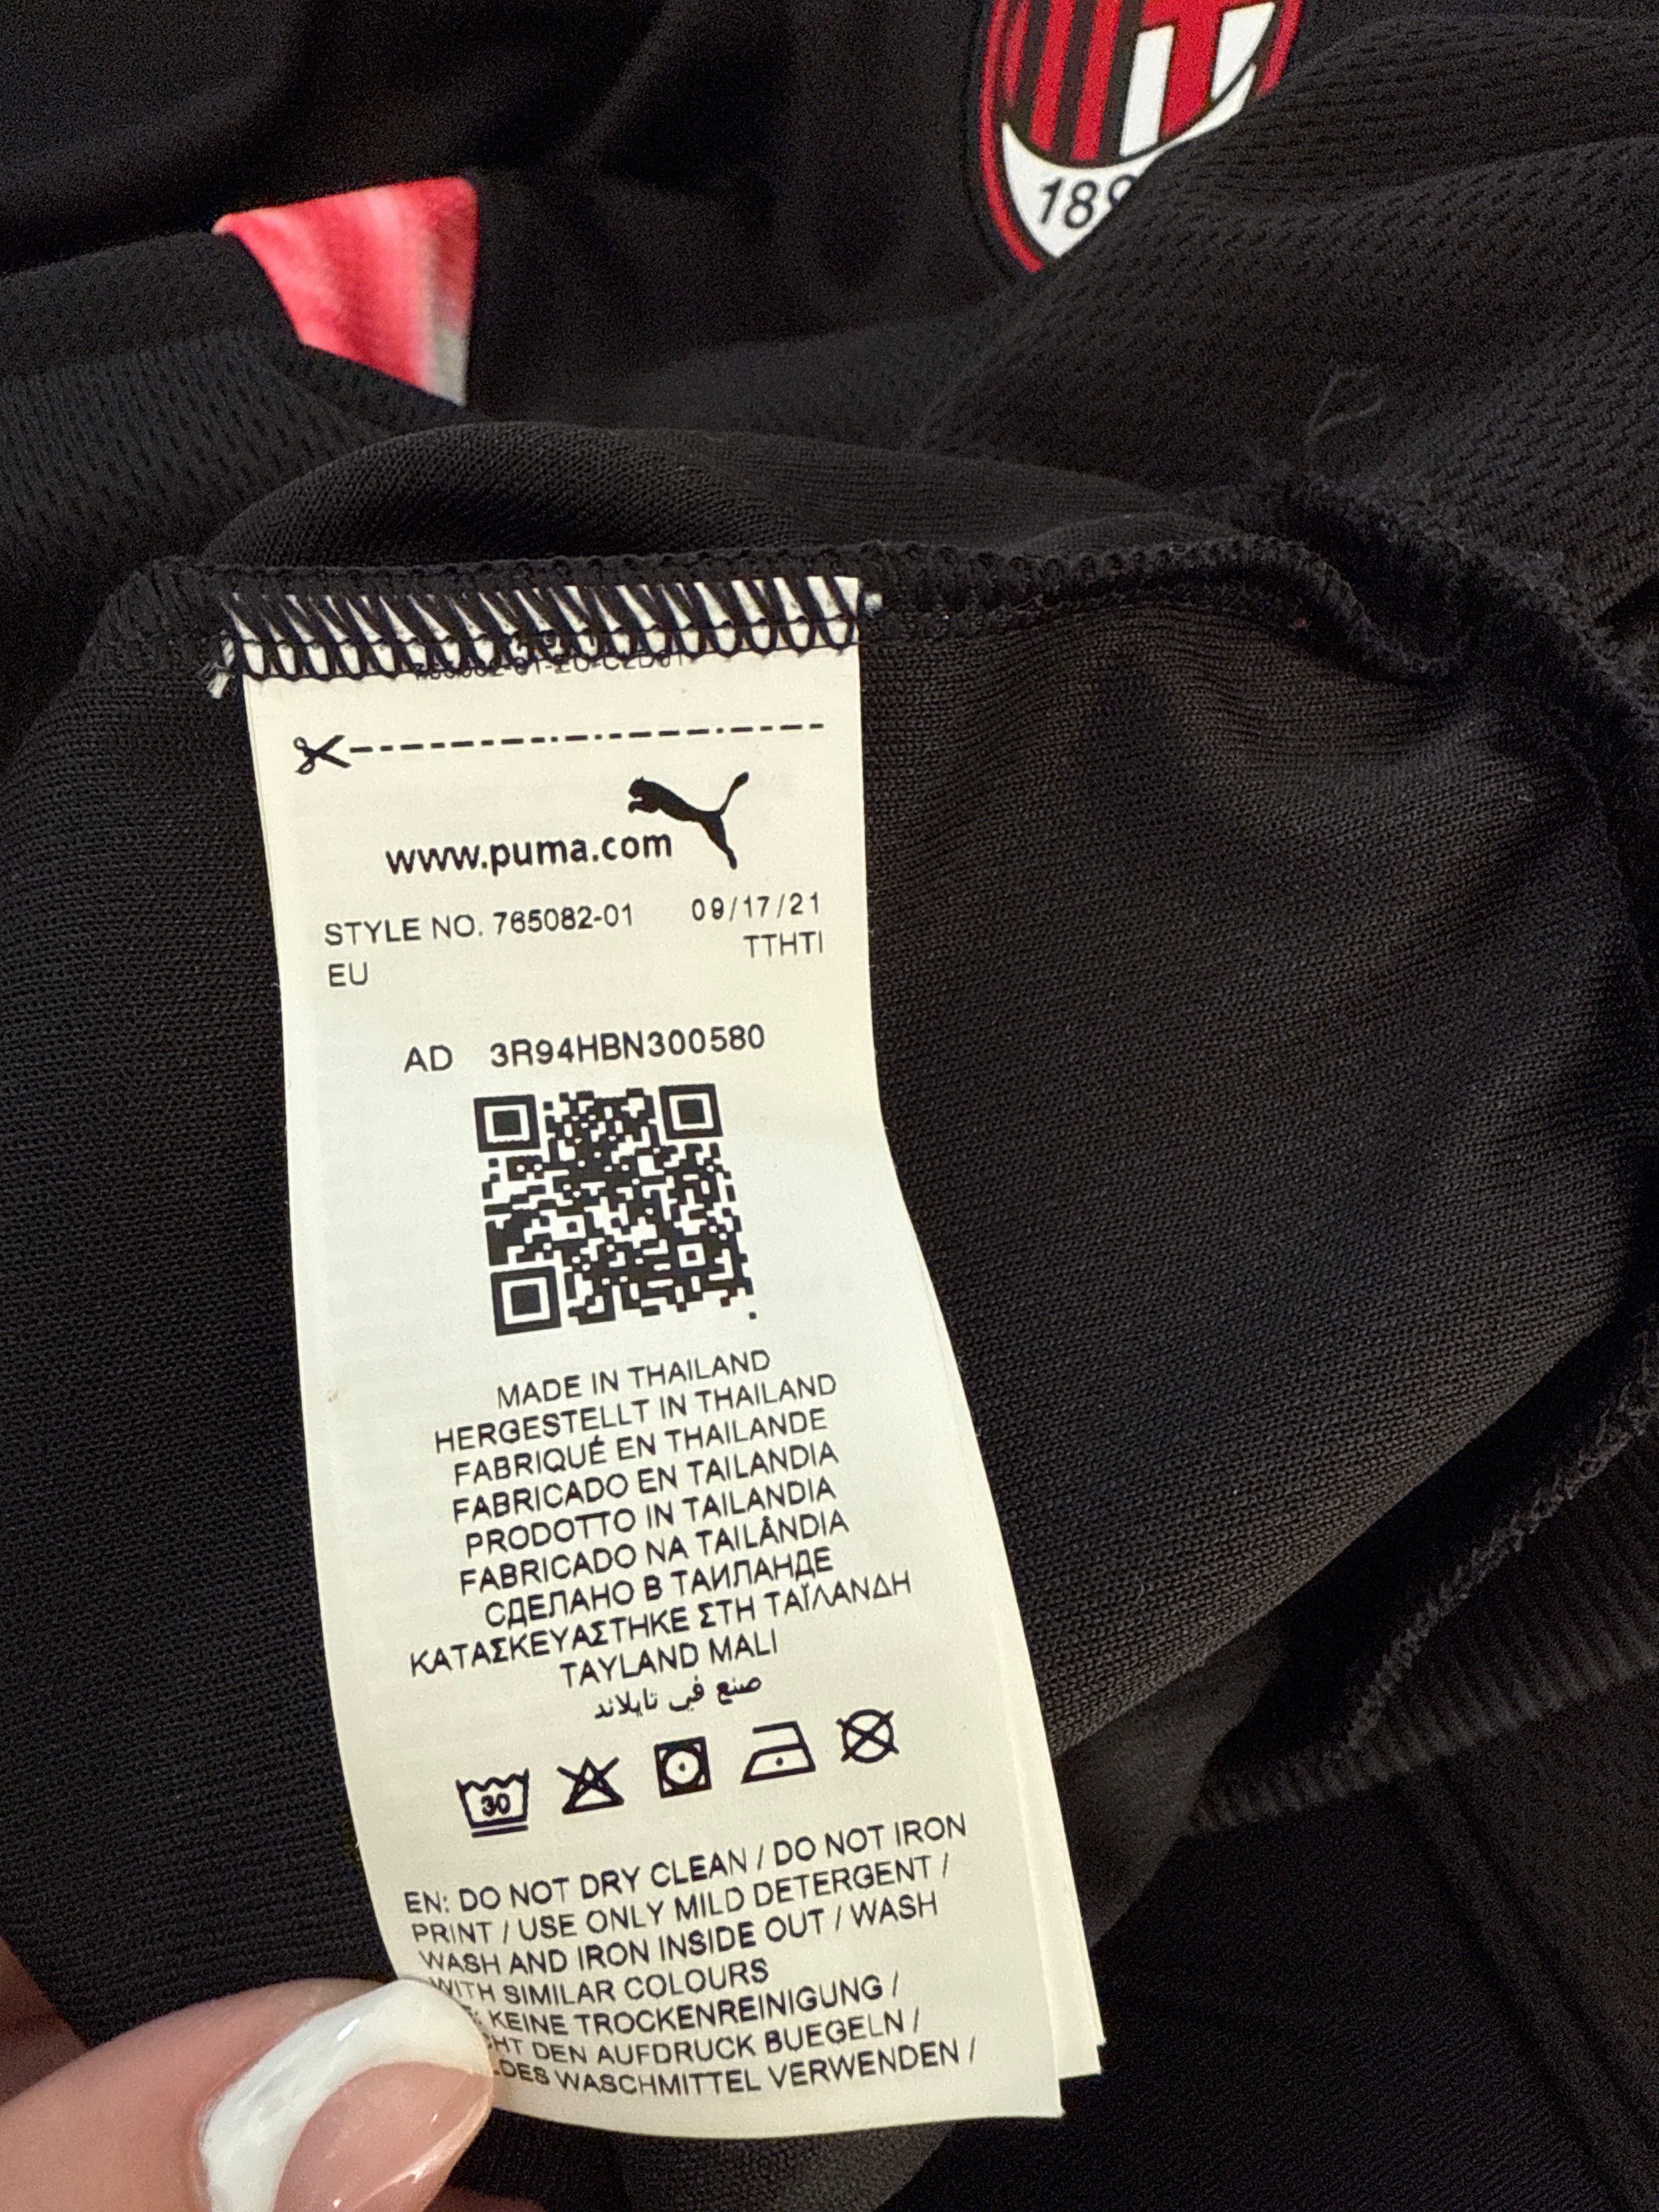 189
www.puma.com
STYLE NO. 765082-01 09/17/21
EU TTHTI
AD 3R94HBN300580
MADE IN THAILAND
HERGESTELLT IN THAILAND
FABRIQUÉ EN THAILANDE
FABRICADO EN TAILANDIA
PRODOTTO IN TAILANDIA
FABRICADO NA TAILÂNDIA
СДЕЛАНО В ТАИЛАНДЕ
ΚΑΤΑΣΚΕΥΑΣΤΗΚΕ ΣΤΗ ΤΑΪΛΑΝΔΗ
TAYLAND MALI
صنع في تايلاند
30
EN: DO NOT DRY CLEAN / DO NOT IRON
PRINT / USE ONLY MILD DETERGENT /
WASH AND IRON INSIDE OUT / WASH
WITH SIMILAR COLOURS
KEINE TROCKENREINIGUNG /
DEN AUFDRUCK BUEGELN /
WASCHMITTEL VERWENDEN /